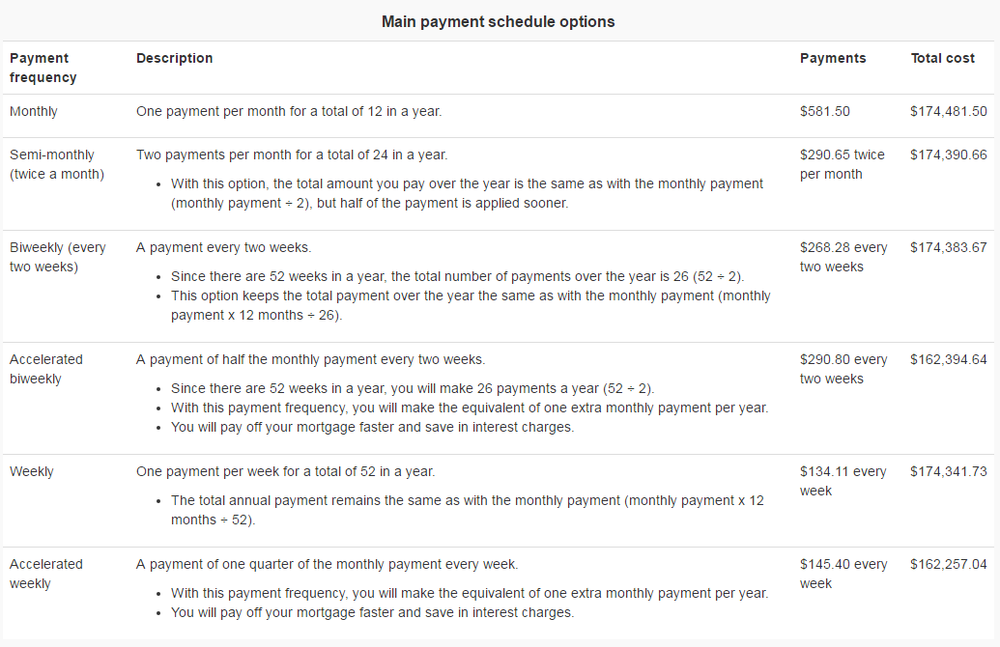 Main payment schedule options
Payment frequency Description Payments Total cost
Monthly One payment per month for a total of 12 in a year. $581.50 $174,481.50
Semi-monthly (twice a month) Two payments per month for a total of 24 in a year. $290.65 twice per month $174,390.66
• With this option, the total amount you pay over the year is the same as with the monthly payment
(monthly payment ÷ 2), but half of the payment is applied sooner.
Biweekly (every two weeks) A payment every two weeks. $268.28 every two weeks $174,383.67
• Since there are 52 weeks in a year, the total number of payments over the year is 26 (52 ÷ 2).
• This option keeps the total payment over the year the same as with the monthly payment (monthly
payment x 12 months ÷ 26).
Accelerated biweekly A payment of half the monthly payment every two weeks. $290.80 every two weeks $162,394.64
• Since there are 52 weeks in a year, you will make 26 payments a year (52 ÷ 2).
• With this payment frequency, you will make the equivalent of one extra monthly payment per year.
• You will pay off your mortgage faster and save in interest charges.
Weekly One payment per week for a total of 52 in a year. $134.11 every week $174,341.73
• The total annual payment remains the same as with the monthly payment (monthly payment x 12
months ÷ 52).
Accelerated weekly A payment of one quarter of the monthly payment every week. $145.40 every week $162,257.04
• With this payment frequency, you will make the equivalent of one extra monthly payment per year.
• You will pay off your mortgage faster and save in interest charges.